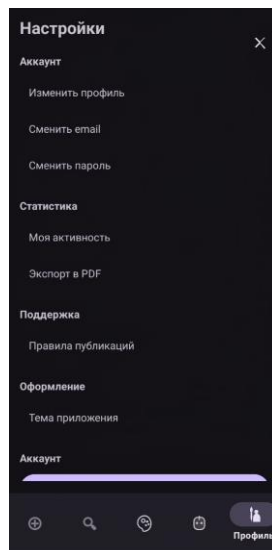 Настройки
Аккаунт
Изменить профиль
Сменить email
Сменить пароль
Статистика
Моя активность
Экспорт в PDF
Поддержка
Правила публикаций
Оформление
Тема приложения
Аккаунт
Профиль